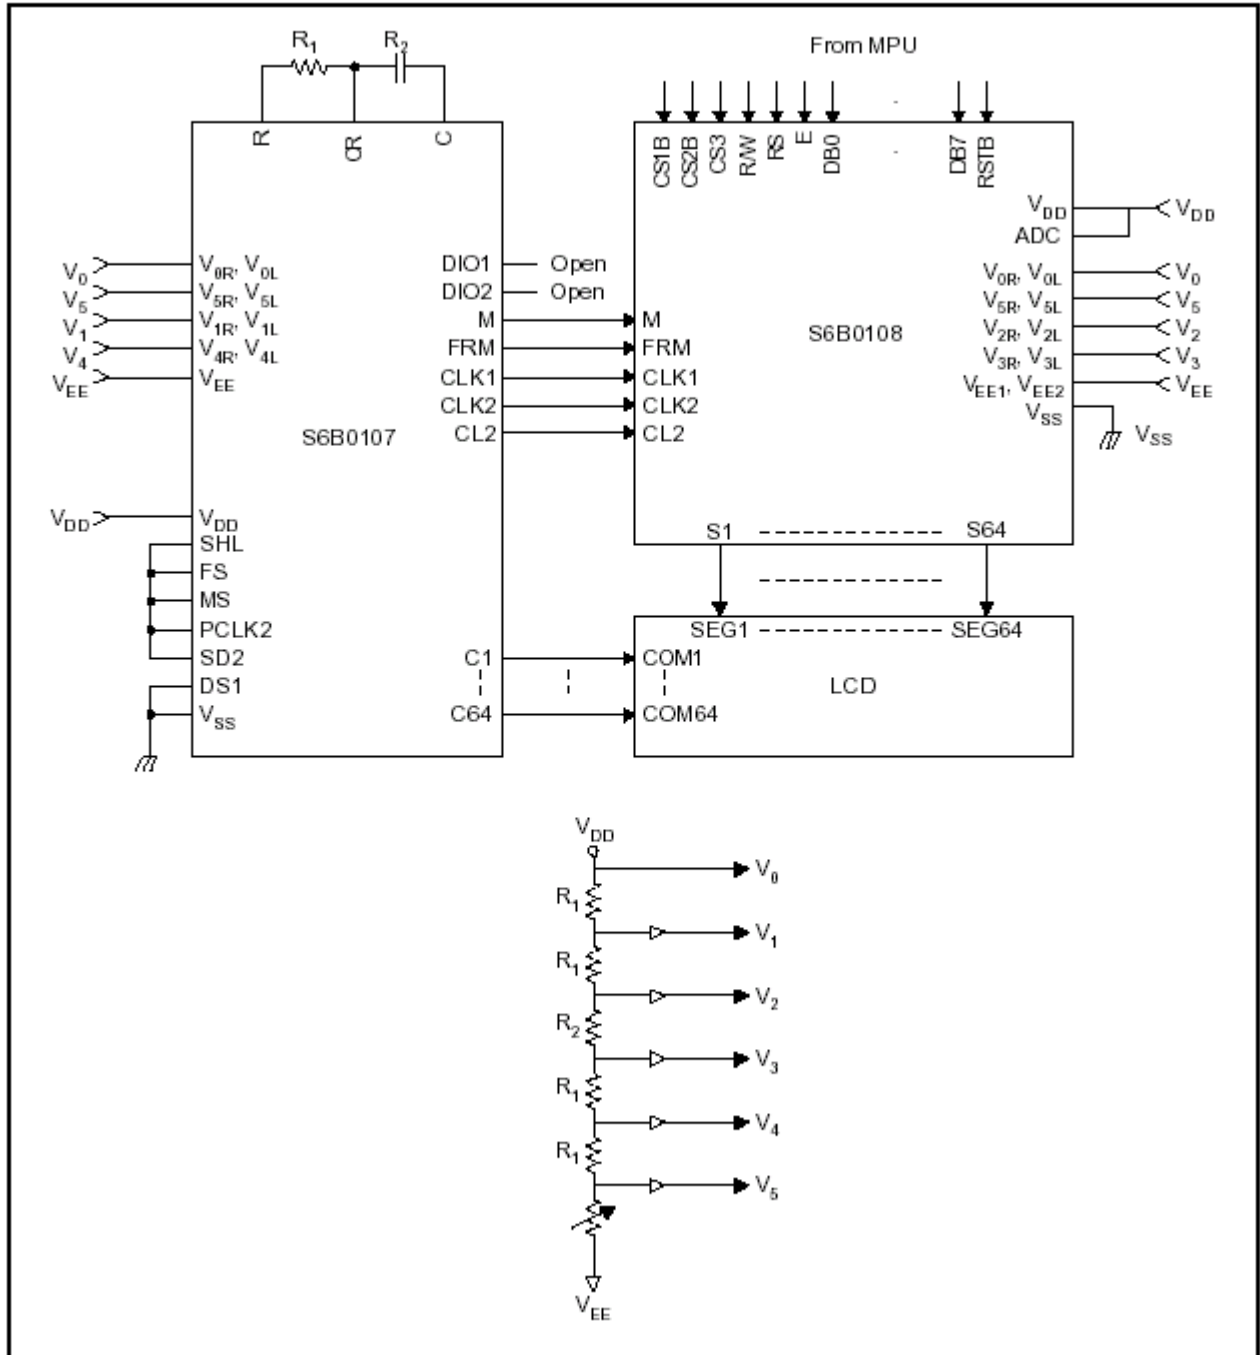 R1 R2
From MPU
R CR C
CS1B CS2B CS3 R/W RS E DB0 DB7 RSTB
VDD VDD
ADC
V0 V0R, V0L DIO1 Open V0R, V0L V0
V5 V5R, V5L DIO2 Open V5R, V5L V5
V1 V1R, V1L M M S6B0108 V2R, V2L V2
V4 V4R, V4L FRM FRM V3R, V3L V3
VEE VEE CLK1 CLK1 VEE1, VEE2 VEE
CLK2 CLK2 VSS
S6B0107 CL2 CL2 VSS
VDD VDD
S1 S64
SHL
FS
MS
PCLK2 SEG1 SEG64
SD2 C1 COM1
DS1 LCD
VSS C64 COM64
VDD
V0
R1
V1
R1
V2
R2
V3
R1
V4
R1
V5
VEE